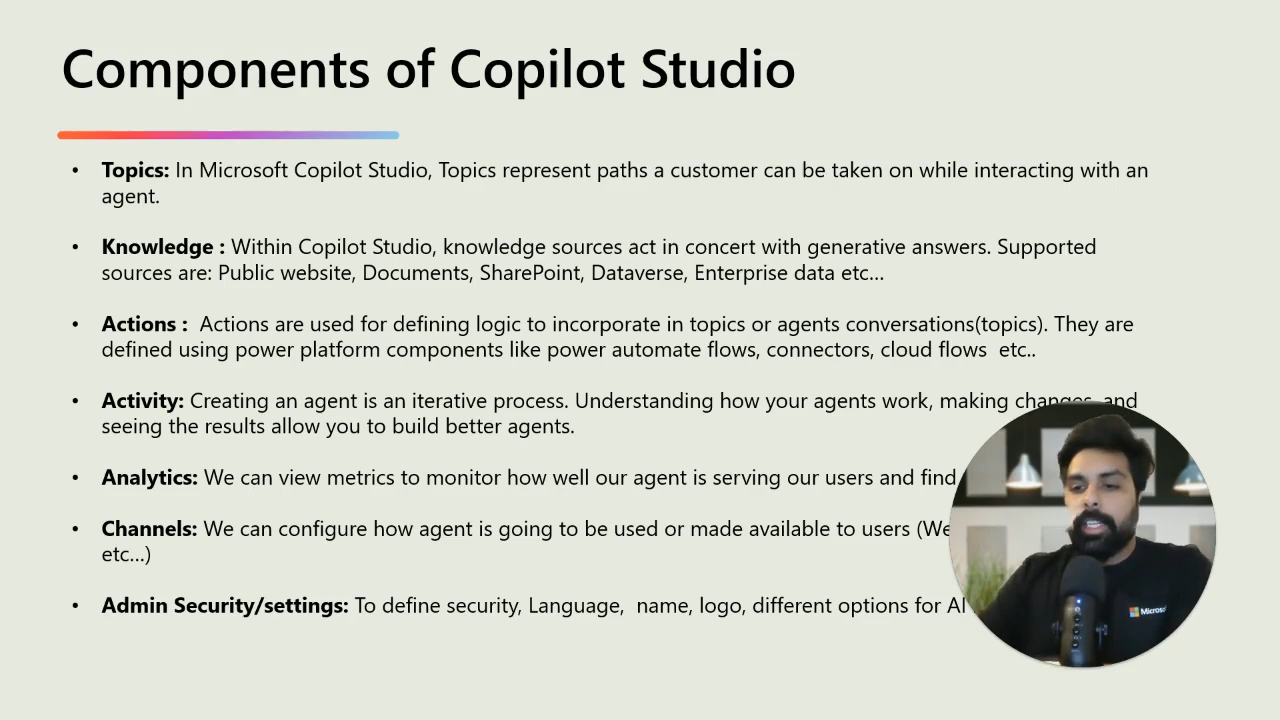 Components of Copilot Studio
• Topics: In Microsoft Copilot Studio, Topics represent paths a customer can be taken on while interacting with an
agent.
• Knowledge : Within Copilot Studio, knowledge sources act in concert with generative answers. Supported
sources are: Public website, Documents, SharePoint, Dataverse, Enterprise data etc...
• Actions :  Actions are used for defining logic to incorporate in topics or agents conversations(topics). They are
defined using power platform components like power automate flows, connectors, cloud flows  etc..
• Activity: Creating an agent is an iterative process. Understanding how your agents work, making changes, and
seeing the results allow you to build better agents.
• Analytics: We can view metrics to monitor how well our agent is serving our users and find
• Channels: We can configure how agent is going to be used or made available to users (We
etc...)
• Admin Security/settings: To define security, Language,  name, logo, different options for AI